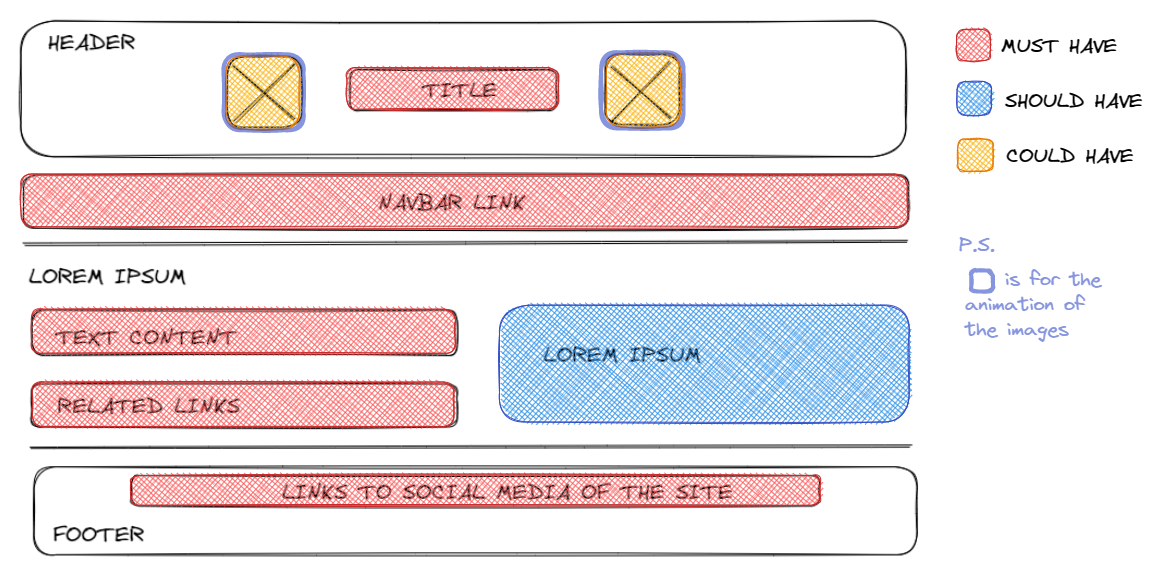 HEADER
TITLE
NAVBAR LINK
LOREM IPSUM
TEXT CONTENT
RELATED LINKS
LOREM IPSUM
LINKS TO SOCIAL MEDIA OF THE SITE
FOOTER
MUST HAVE
SHOULD HAVE
COULD HAVE
P.S.
is for the
animation of
the images